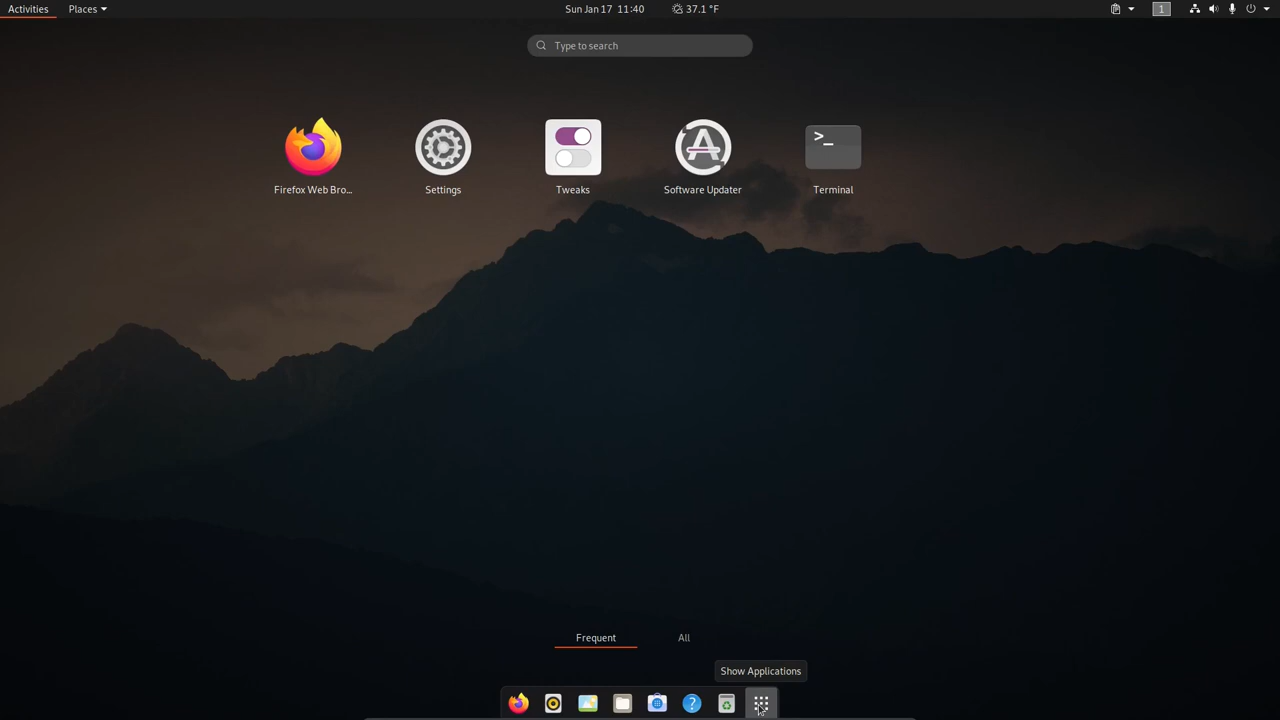 Activities Places Sun Jan 17 11:40 37.1 °F 1
Type to search
>_
Firefox Web Bro... Settings Tweaks Software Updater Terminal
Frequent All
Show Applications
?